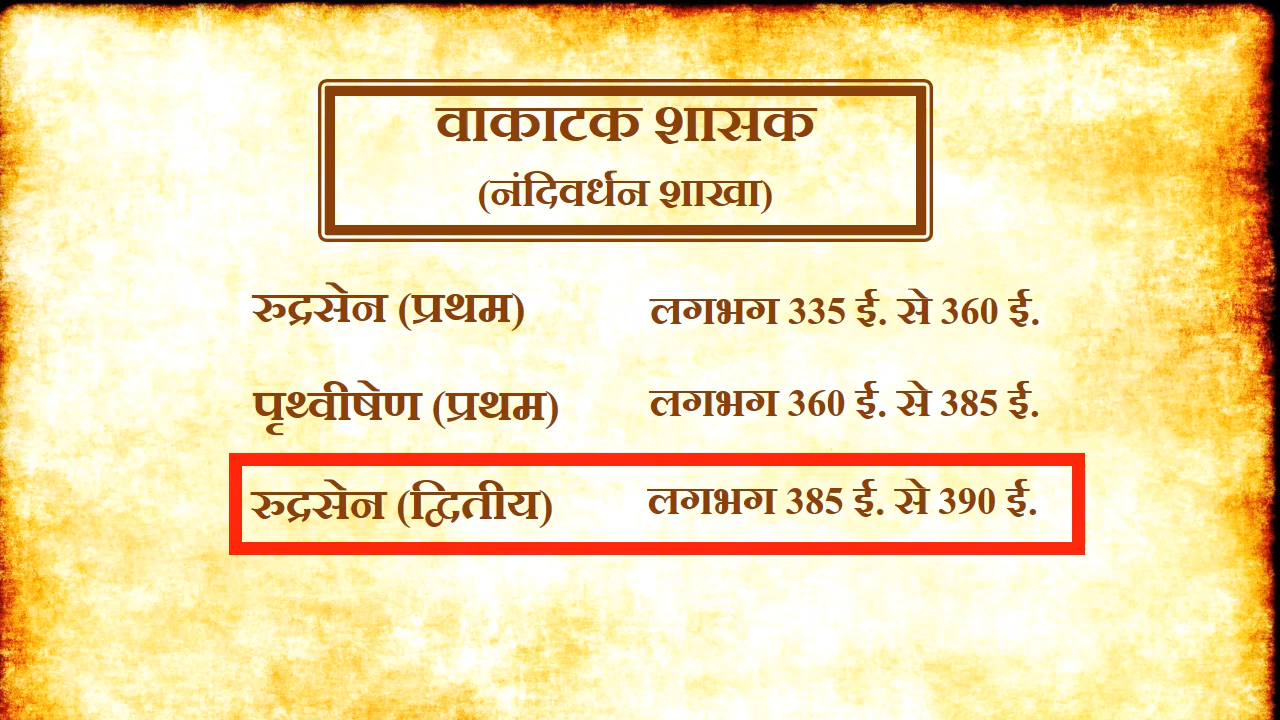 वाकाटक शासक
(नंदिवर्धन शाखा)
रुद्रसेन (प्रथम) लगभग 335 ई. से 360 ई.
पृथ्वीषेण (प्रथम) लगभग 360 ई. से 385 ई.
रुद्रसेन (द्वितीय) लगभग 385 ई. से 390 ई.